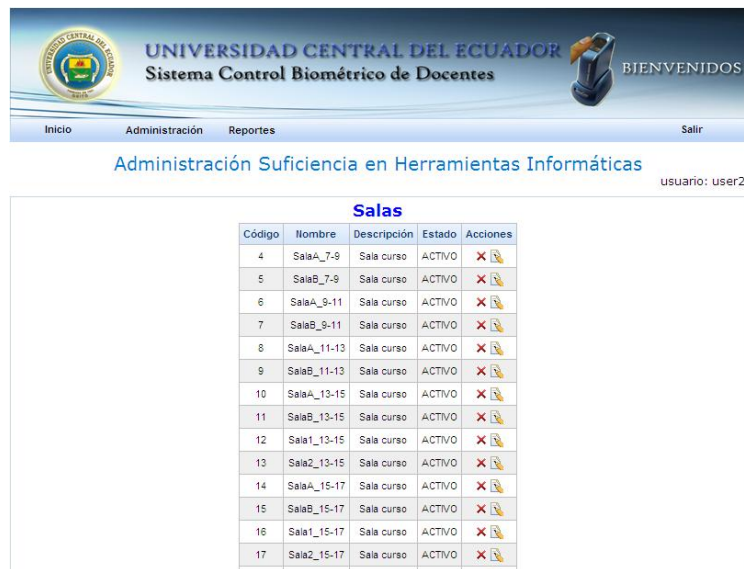 UNIVERSIDAD CENTRAL DEL ECUADOR
Sistema Control Biométrico de Docentes
BIENVENIDOS
Inicio Administración Reportes Salir
Administración Suficiencia en Herramientas Informáticas
usuario: user2
Salas
Código Nombre Descripción Estado Acciones
4 SalaA_7-9 Sala curso ACTIVO
5 SalaB_7-9 Sala curso ACTIVO
6 SalaA_9-11 Sala curso ACTIVO
7 SalaB_9-11 Sala curso ACTIVO
8 SalaA_11-13 Sala curso ACTIVO
9 SalaB_11-13 Sala curso ACTIVO
10 SalaA_13-15 Sala curso ACTIVO
11 SalaB_13-15 Sala curso ACTIVO
12 Sala1_13-15 Sala curso ACTIVO
13 Sala2_13-15 Sala curso ACTIVO
14 SalaA_15-17 Sala curso ACTIVO
15 SalaB_15-17 Sala curso ACTIVO
16 Sala1_15-17 Sala curso ACTIVO
17 Sala2_15-17 Sala curso ACTIVO